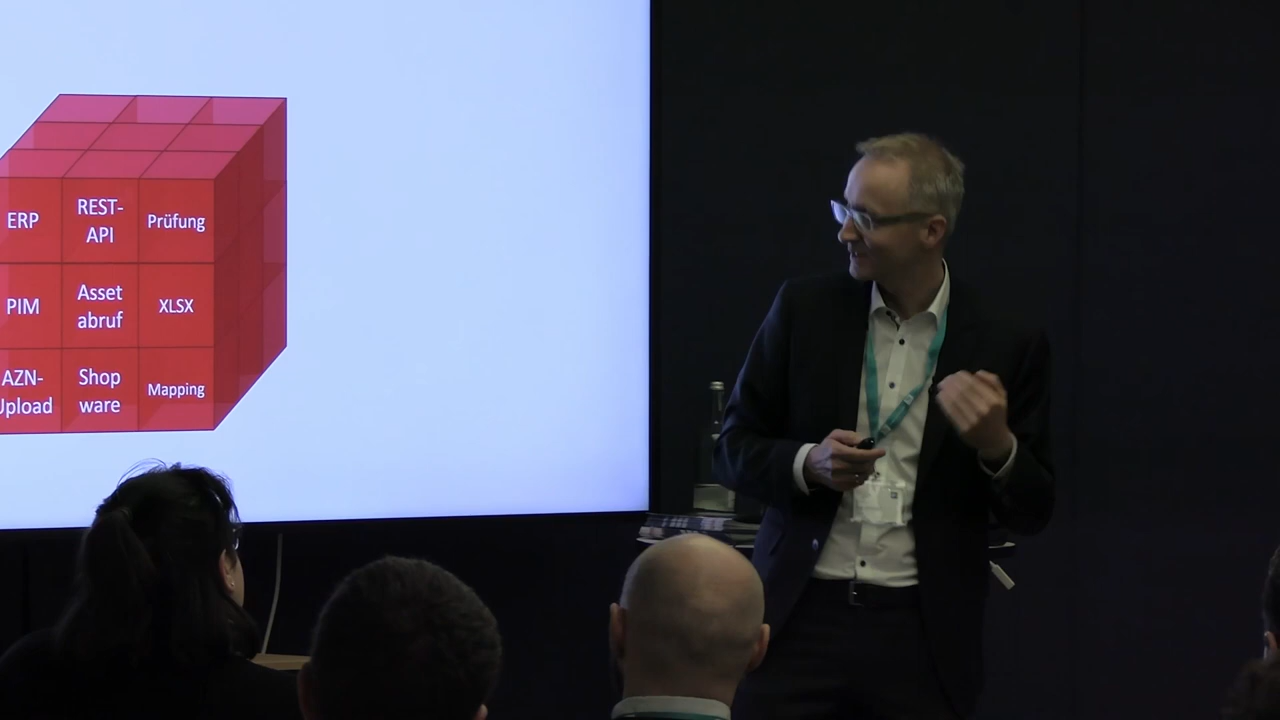 ERP
REST-
API
Prüfung
PIM
Asset
abruf
XLSX
AZN-
Upload
Shop
ware
Mapping